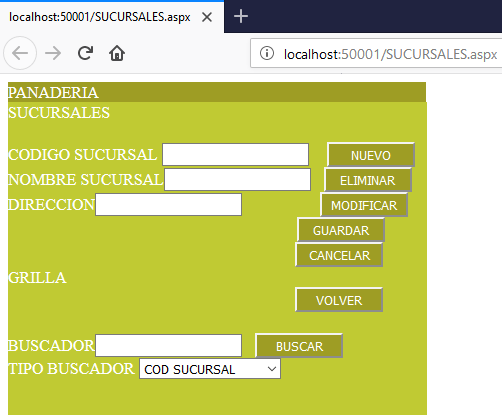 localhost:50001/SUCURSALES.aspx
localhost:50001/SUCURSALES.aspx
PANADERIA
SUCURSALES
CODIGO SUCURSAL NUEVO
NOMBRE SUCURSAL ELIMINAR
DIRECCION MODIFICAR
GUARDAR
CANCELAR
GRILLA
VOLVER
BUSCADOR BUSCAR
TIPO BUSCADOR COD SUCURSAL